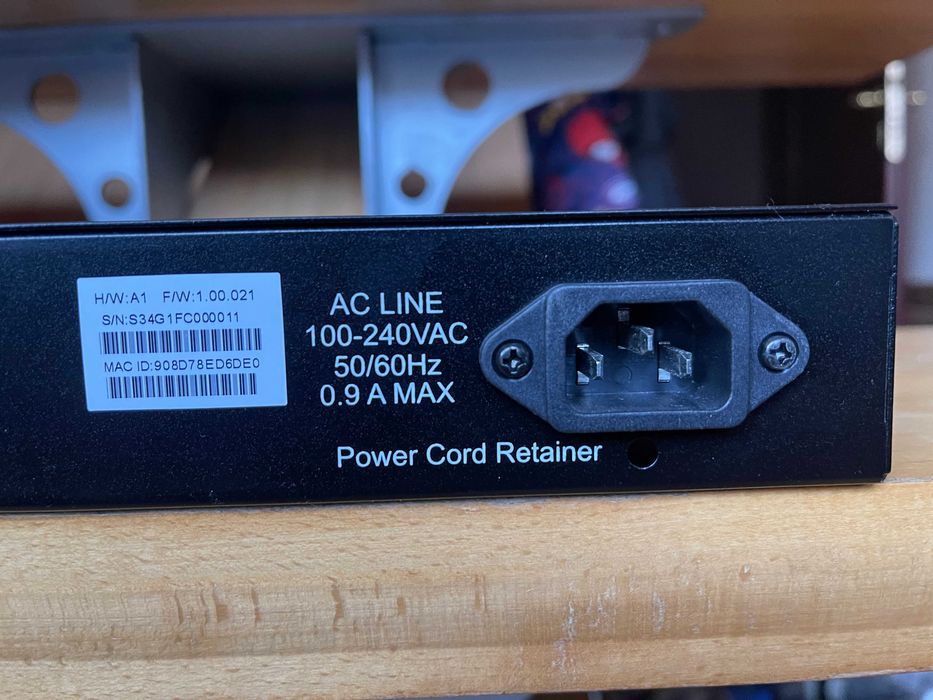 H/W:A1 F/W:1.00.021
S/N:S34G1FC000011
MAC ID:908D78ED6DE0
AC LINE
100-240VAC
50/60Hz
0.9 A MAX
Power Cord Retainer